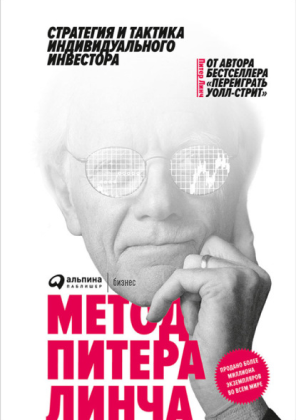 СТРАТЕГИЯ И ТАКТИКА
ИНДИВИДУАЛЬНОГО
ИНВЕСТОРА
Питер Линч
ОТ АВТОРА
БЕСТСЕЛЛЕРА
«ПЕРЕИГРАТЬ
УОЛЛ-СТРИТ»
АЛЬПИНА
ПАБЛИШЕР
бизнес
МЕТОД
ПИТЕРА
ЛИНЧА
ПРОДАНО БОЛЕЕ
МИЛЛИОНА
ЭКЗЕМПЛЯРОВ
ВО ВСЕМ МИРЕ